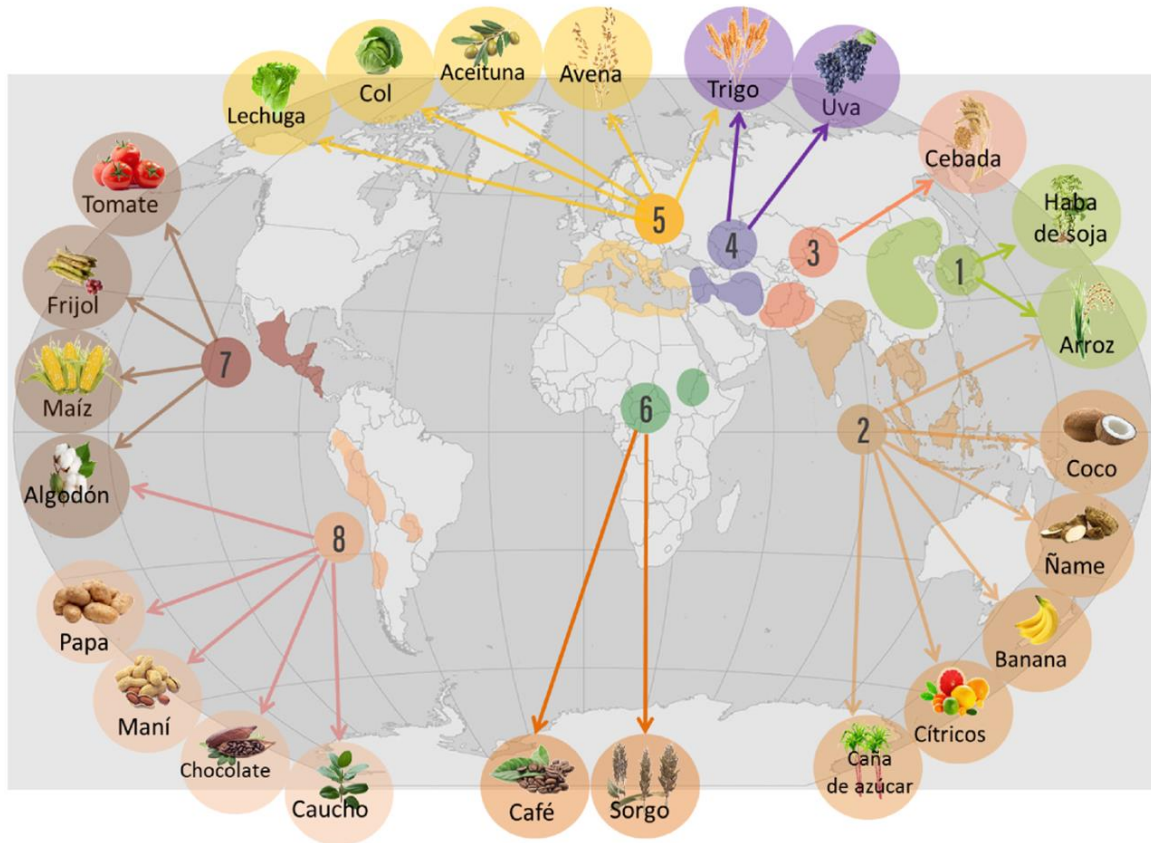 Aceituna
Avena
Trigo
Uva
Col
Lechuga
Cebada
Tomate
Haba
de soja
5
4
3
1
Frijol
Arroz
7
Maíz
6
2
Coco
Algodón
8
Ñame
Papa
Banana
Maní
Cítricos
Chocolate
Caña
de azúcar
Caucho
Café
Sorgo